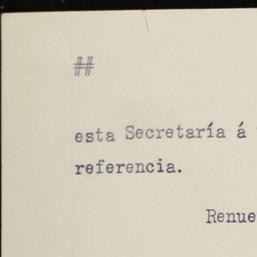 ##
esta Secretaría á
referencia.
Renue